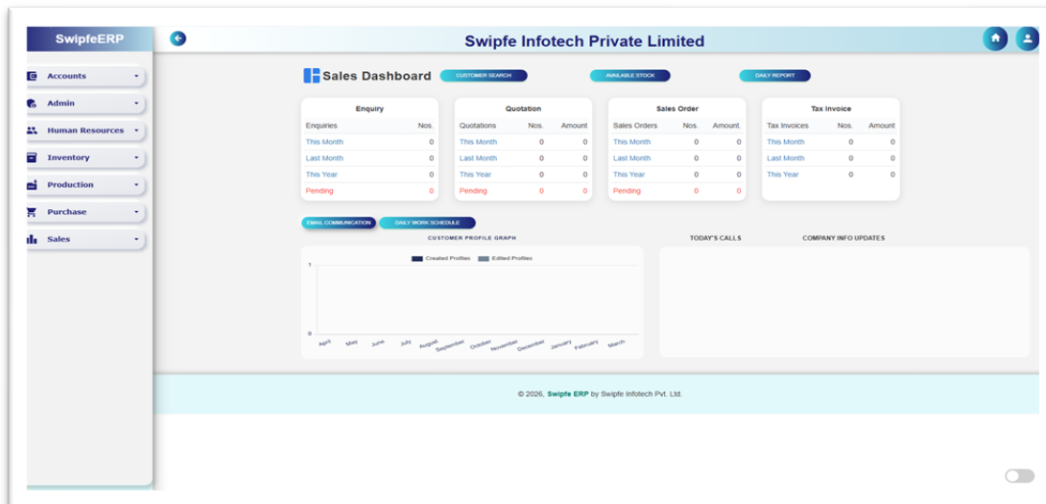 SwipfeERP
Swipfe Infotech Private Limited
Accounts
Admin
Human Resources
Inventory
Production
Purchase
Sales
Sales Dashboard
CUSTOMER SEARCH
AVAILABLE STOCK
DAILY REPORT
Enquiry
Enquiries Nos.
This Month 0
Last Month 0
This Year 0
Pending 0
Quotation
Quotations Nos. Amount
This Month 0 0
Last Month 0 0
This Year 0 0
Pending 0 0
Sales Order
Sales Orders Nos. Amount
This Month 0 0
Last Month 0 0
This Year 0 0
Pending 0 0
Tax Invoice
Tax Invoices Nos. Amount
This Month 0 0
Last Month 0 0
This Year 0 0
EMAIL COMMUNICATION
DAILY WORK SCHEDULE
CUSTOMER PROFILE GRAPH
Created Profiles Edited Profiles
1
0
April May June July August September October November December January February March
TODAY'S CALLS
COMPANY INFO UPDATES
© 2026, Swipfe ERP by Swipfe Infotech Pvt. Ltd.